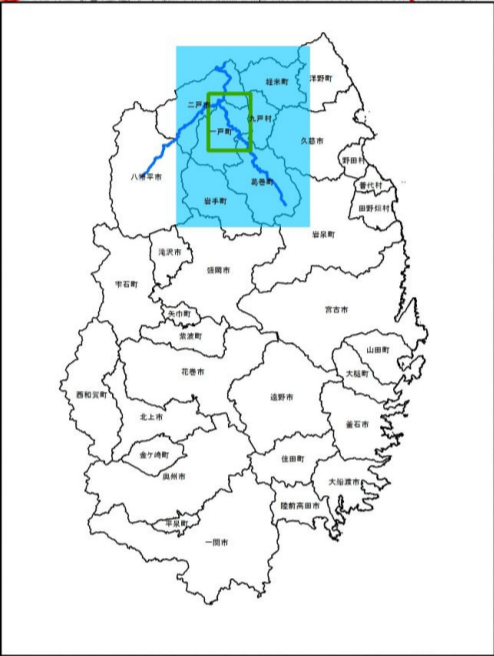 洋野町
軽米町
二戸市
九戸村
一戸町
久慈市
野田村
八幡平市
葛巻町
普代村
岩手町
田野畑村
岩泉町
滝沢市
盛岡市
雫石町
宮古市
矢巾町
紫波町
山田町
花巻市
大槌町
西和賀町
遠野市
北上市
釜石市
金ケ崎町
住田町
奥州市
大船渡市
陸前高田市
平泉町
一関市